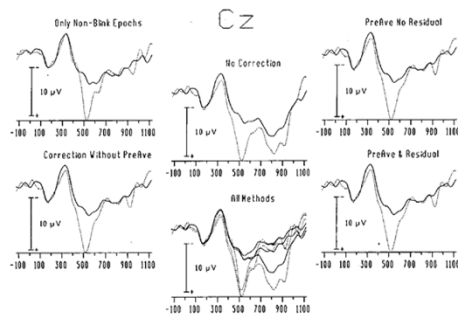 Cz
Only Non-Blink Epochs
10 μV
+
-100 100 300 500 700 900 1100
No Correction
10 μV
+
-100 100 300 500 700 900 1100
PreAve No Residual
10 μV
+
-100 100 300 500 700 900 1100
Correction Without PreAve
10 μV
+
-100 100 300 500 700 900 1100
All Methods
10 μV
+
-100 100 300 500 700 900 1100
PreAve & Residual
10 μV
+
-100 100 300 500 700 900 1100